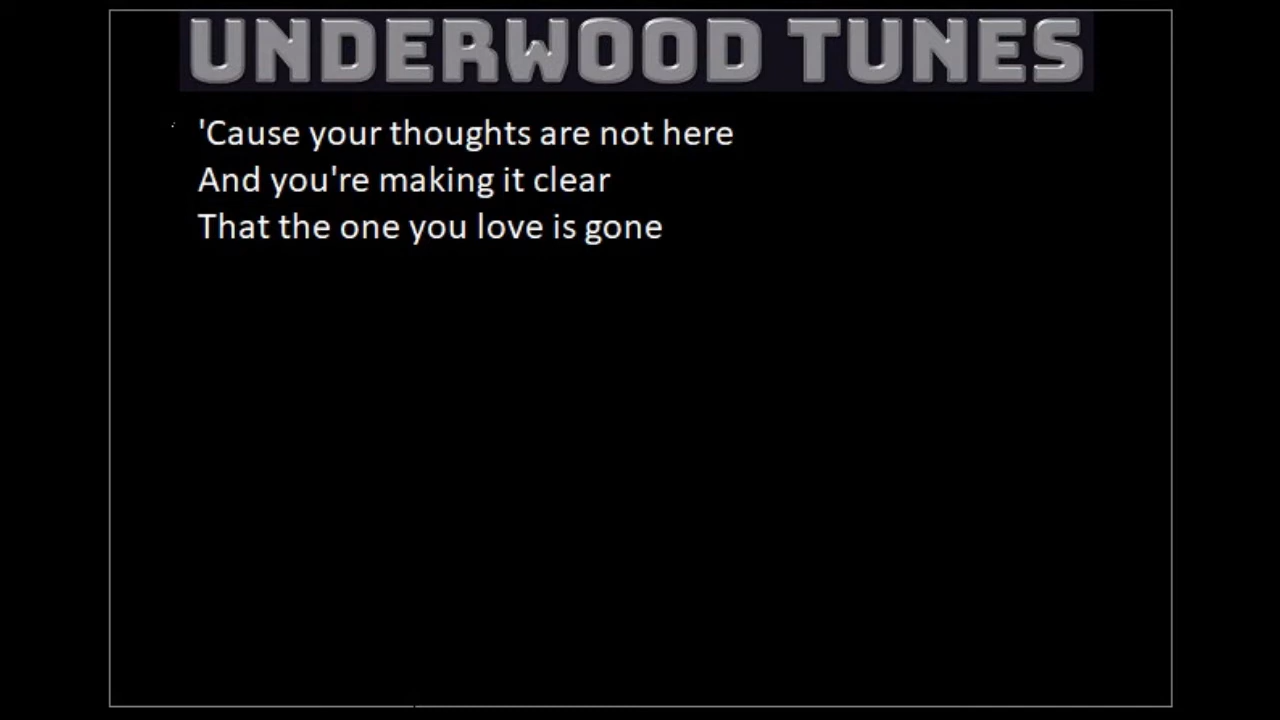 UNDERWOOD TUNES
'Cause your thoughts are not here
And you're making it clear
That the one you love is gone